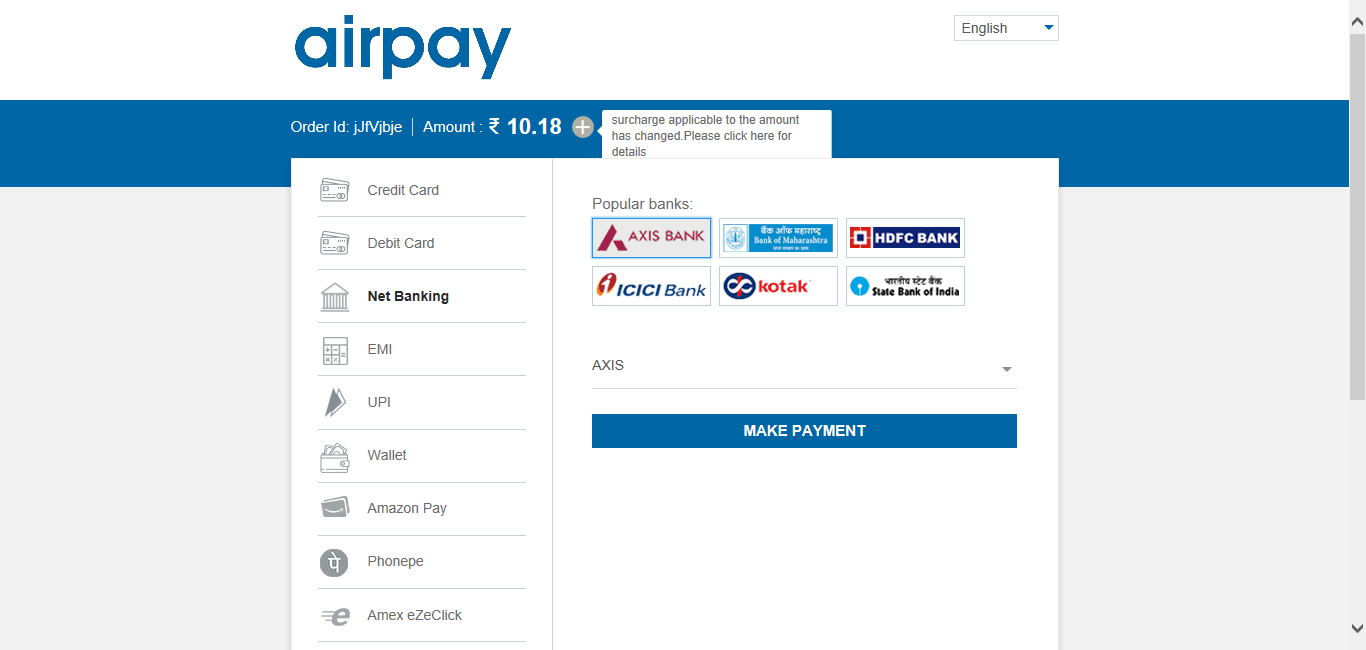 airpay
English
Order Id: jJfVjbje
Amount : ₹ 10.18
surcharge applicable to the amount
has changed.Please click here for
details
Credit Card
Debit Card
Net Banking
EMI
UPI
Wallet
Amazon Pay
पे
Phonepe
Amex eZeClick
Popular banks:
AXIS BANK
बैंक ऑफ महाराष्ट्र
Bank of Maharashtra
HDFC BANK
ICICI Bank
kotak
भारतीय स्टेट बैंक
State Bank of India
AXIS
MAKE PAYMENT